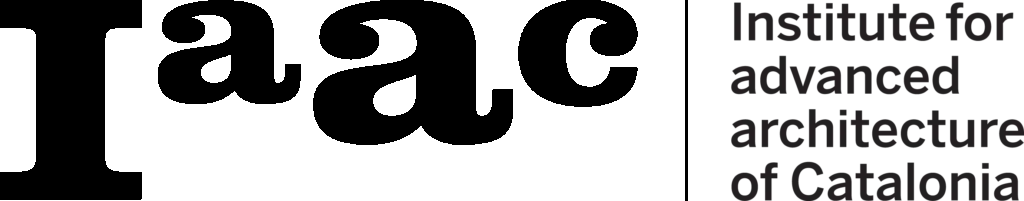 Iaac
Institute for
advanced
architecture
of Catalonia